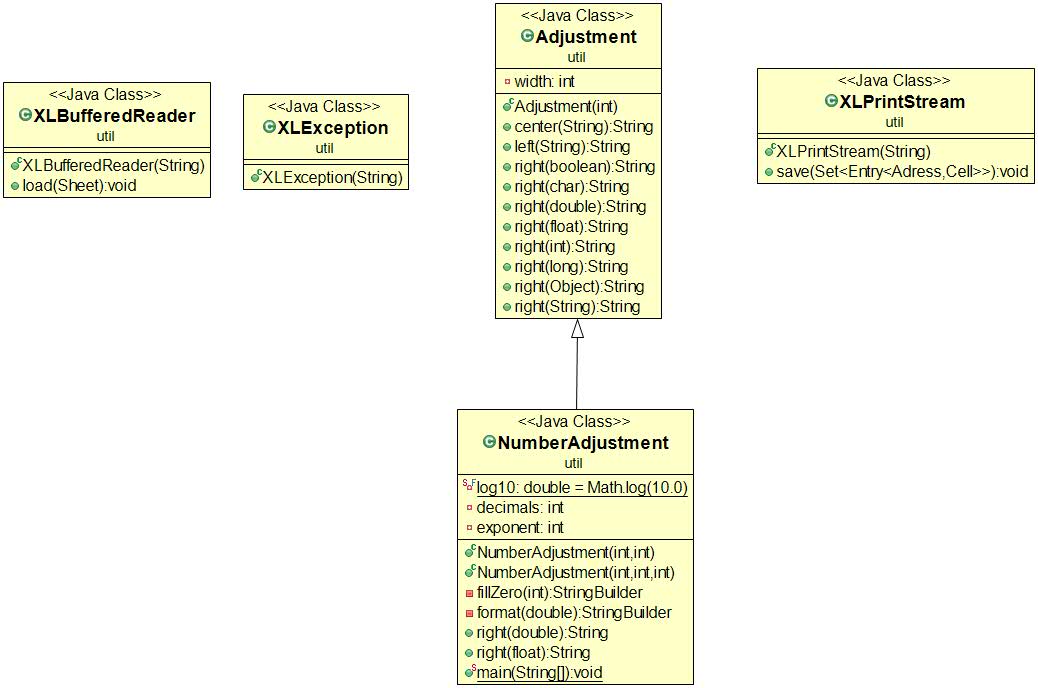 <<Java Class>>
XLBufferedReader
util
XLBufferedReader(String)
load(Sheet):void
<<Java Class>>
XLException
util
XLException(String)
<<Java Class>>
Adjustment
util
width: int
Adjustment(int)
center(String):String
left(String):String
right(boolean):String
right(char):String
right(double):String
right(float):String
right(int):String
right(long):String
right(Object):String
right(String):String
<<Java Class>>
XLPrintStream
util
XLPrintStream(String)
save(Set<Entry<Adress,Cell>>):void
<<Java Class>>
NumberAdjustment
util
log10: double = Math.log(10.0)
decimals: int
exponent: int
NumberAdjustment(int,int)
NumberAdjustment(int,int,int)
fillZero(int):StringBuilder
format(double):StringBuilder
right(double):String
right(float):String
main(String[]):void